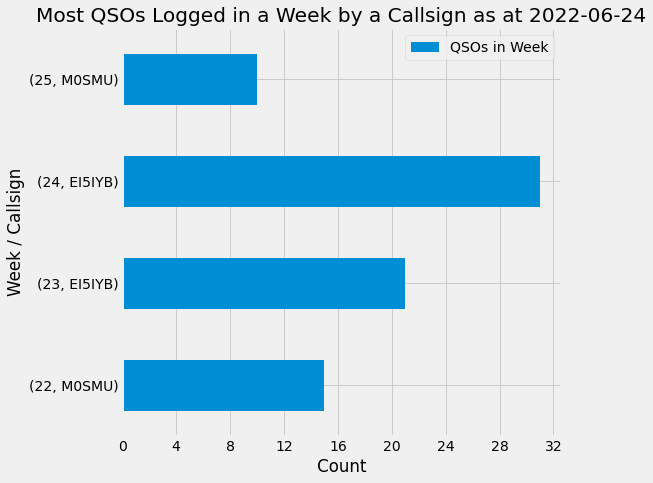 Most QSOs Logged in a Week by a Callsign as at 2022-06-24
QSOs in Week
(25, M0SMU)
(24, EI5IYB)
(23, EI5IYB)
(22, M0SMU)
Week / Callsign
0 4 8 12 16 20 24 28 32
Count